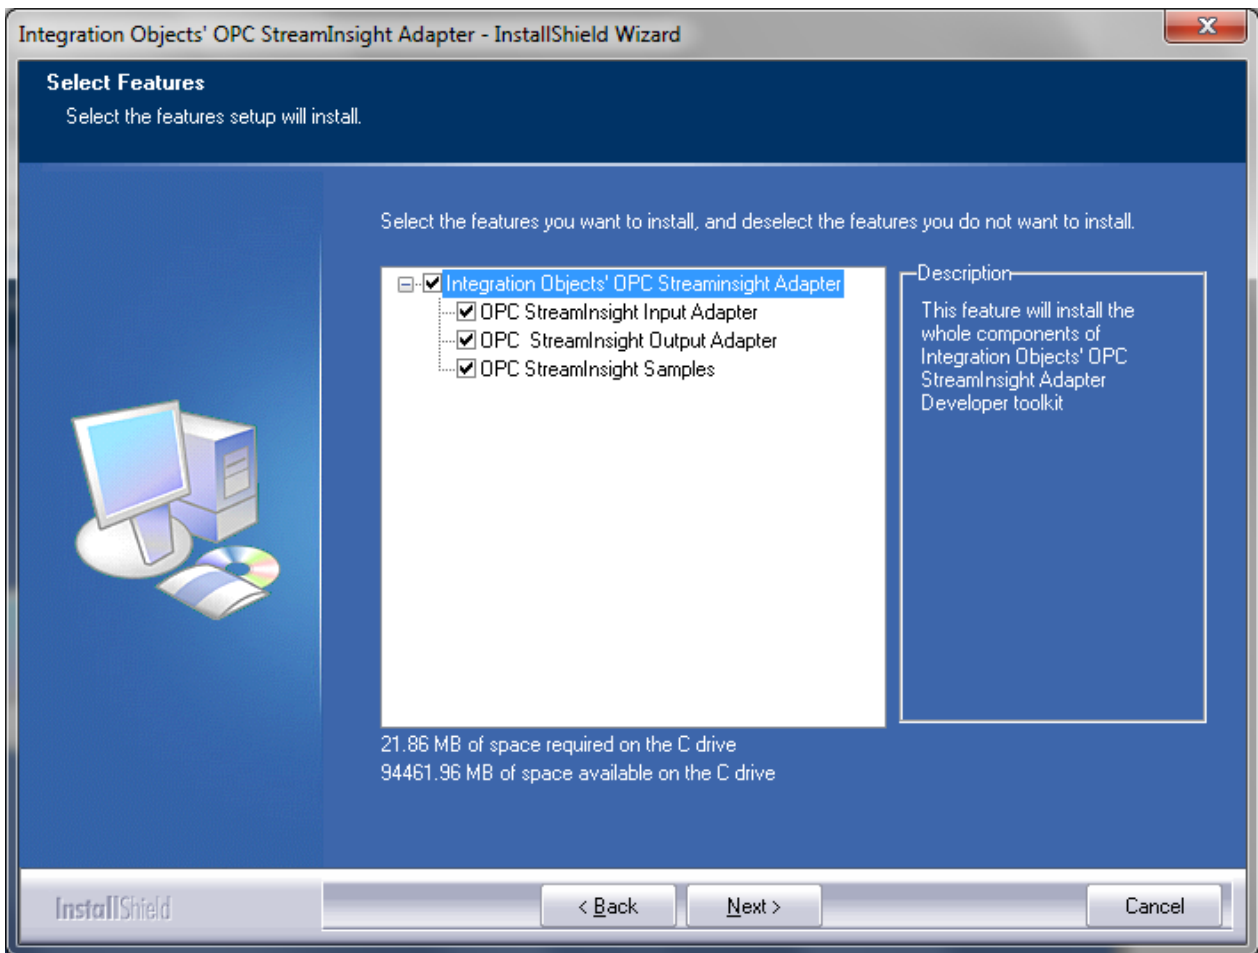 Integration Objects' OPC StreamInsight Adapter - InstallShield Wizard
Select Features
Select the features setup will install.
Select the features you want to install, and deselect the features you do not want to install.
Integration Objects' OPC Streaminsight Adapter
OPC StreamInsight Input Adapter
OPC  StreamInsight Output Adapter
OPC StreamInsight Samples
Description
This feature will install the
whole components of
Integration Objects' OPC
StreamInsight Adapter
Developer toolkit
21.86 MB of space required on the C drive
94461.96 MB of space available on the C drive
InstallShield
< Back
Next >
Cancel